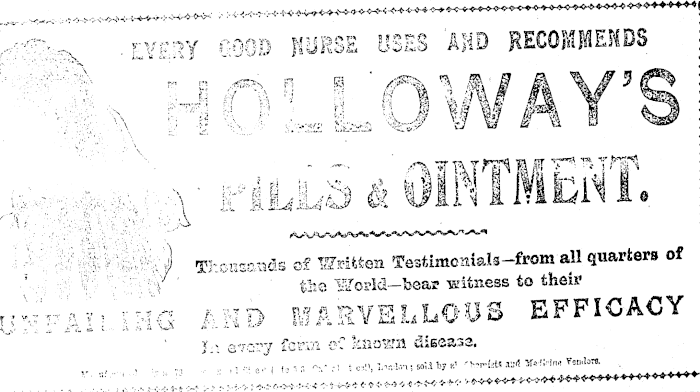 EVERY GOOD NURSE USES AND RECOMMENDS
HOLLOWAY'S
PILLS & OINTMENT.
Thousands of Written Testimonials—from all quarters of
the World—bear witness to their
UNFAILING AND MARVELLOUS EFFICACY
In every form of known disease.
London; sold by all Chemists and Medicine Vendors.